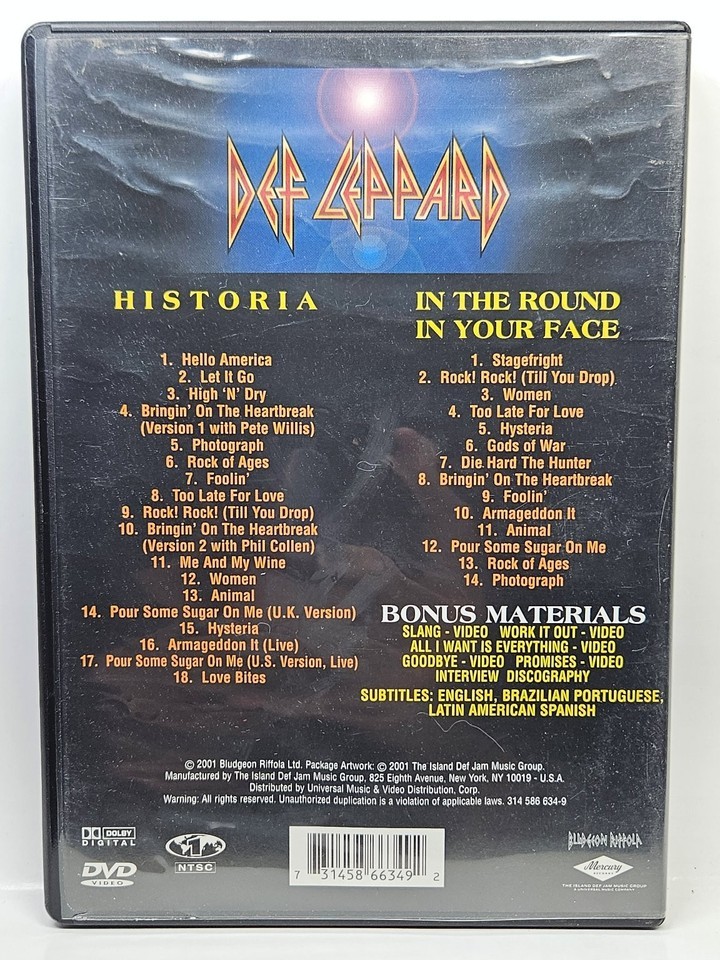 DEF LEPPARD
HISTORIA
1. Hello America
2. Let It Go
3. High 'N' Dry
4. Bringin' On The Heartbreak
(Version 1 with Pete Willis)
5. Photograph
6. Rock of Ages
7. Foolin'
8. Too Late For Love
9. Rock! Rock! (Till You Drop)
10. Bringin' On The Heartbreak
(Version 2 with Phil Collen)
11. Me And My Wine
12. Women
13. Animal
14. Pour Some Sugar On Me (U.K. Version)
15. Hysteria
16. Armageddon It (Live)
17. Pour Some Sugar On Me (U.S. Version, Live)
18. Love Bites
IN THE ROUND
IN YOUR FACE
1. Stagefright
2. Rock! Rock! (Till You Drop)
3. Women
4. Too Late For Love
5. Hysteria
6. Gods of War
7. Die Hard The Hunter
8. Bringin' On The Heartbreak
9. Foolin'
10. Armageddon It
11. Animal
12. Pour Some Sugar On Me
13. Rock of Ages
14. Photograph
BONUS MATERIALS
SLANG - VIDEO WORK IT OUT - VIDEO
ALL I WANT IS EVERYTHING - VIDEO
GOODBYE - VIDEO PROMISES - VIDEO
INTERVIEW DISCOGRAPHY
SUBTITLES: ENGLISH, BRAZILIAN PORTUGUESE,
LATIN AMERICAN SPANISH
© 2001 Bludgeon Riffola Ltd. Package Artwork: © 2001 The Island Def Jam Music Group.
Manufactured by The Island Def Jam Music Group, 825 Eighth Avenue, New York, NY 10019 - U.S.A.
Distributed by Universal Music & Video Distribution, Corp.
Warning: All rights reserved. Unauthorized duplication is a violation of applicable laws. 314 586 634-9
DOLBY
DIGITAL
DVD
VIDEO
1
NTSC
7 31458 66349 2
BLUDGEON RIFFOLA
Mercury
RECORDS
THE ISLAND DEF JAM MUSIC GROUP
A UNIVERSAL MUSIC COMPANY